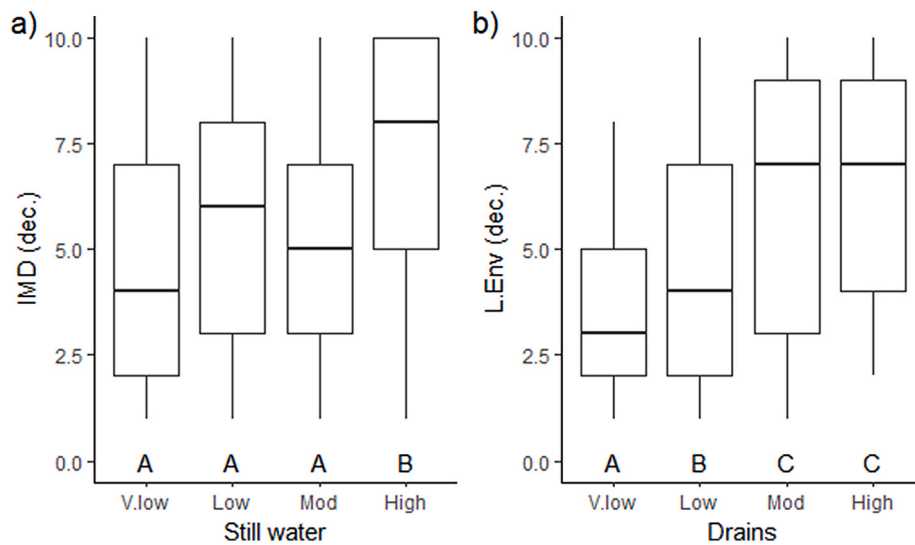 a)
IMD (dec.)
10.0
7.5
5.0
2.5
0.0
A A A B
V.low Low Mod High
Still water
b)
L.Env (dec.)
10.0
7.5
5.0
2.5
0.0
A B C C
V.low Low Mod High
Drains